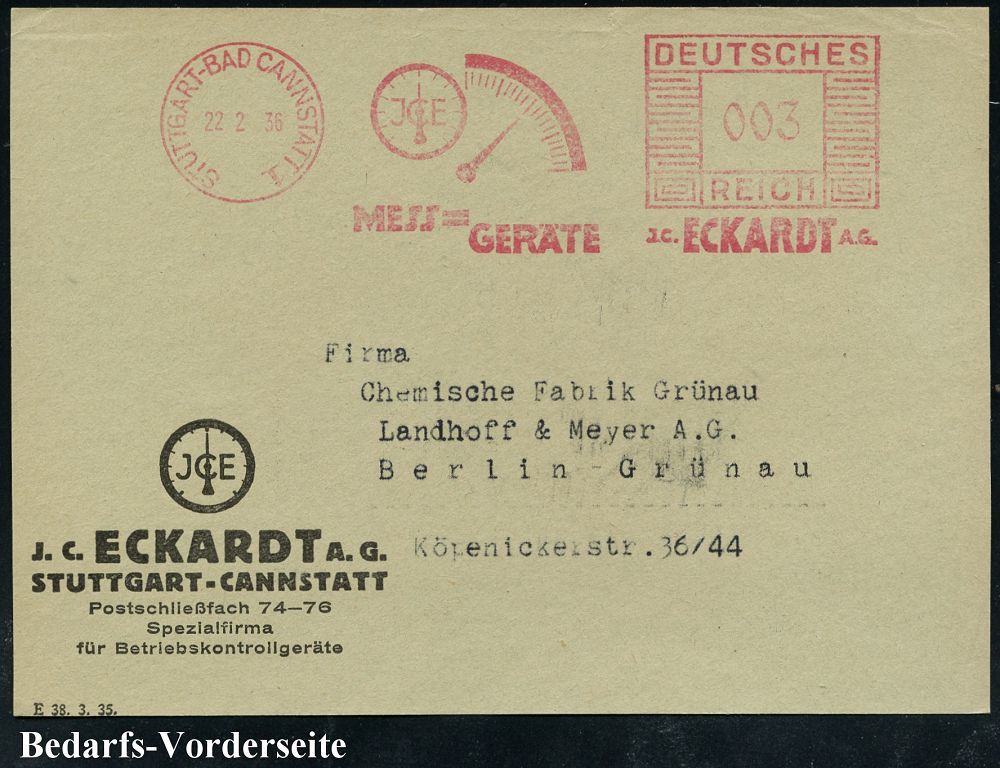 STUTTGART-BAD CANNSTATT 1
22 2 36
JCE
MESS=
GERÄTE
DEUTSCHES
003
REICH
J.C. ECKARDT A.G.
Firma
Chemische Fabrik Grünau
Landhoff & Meyer A.G.
Berlin-Grünau
Köpenickerstr.36/44
JCE
J. C. ECKARDT A. G.
STUTTGART-CANNSTATT
Postschließfach 74—76
Spezialfirma
für Betriebskontrollgeräte
E 38. 3. 35.
Bedarfs-Vorderseite